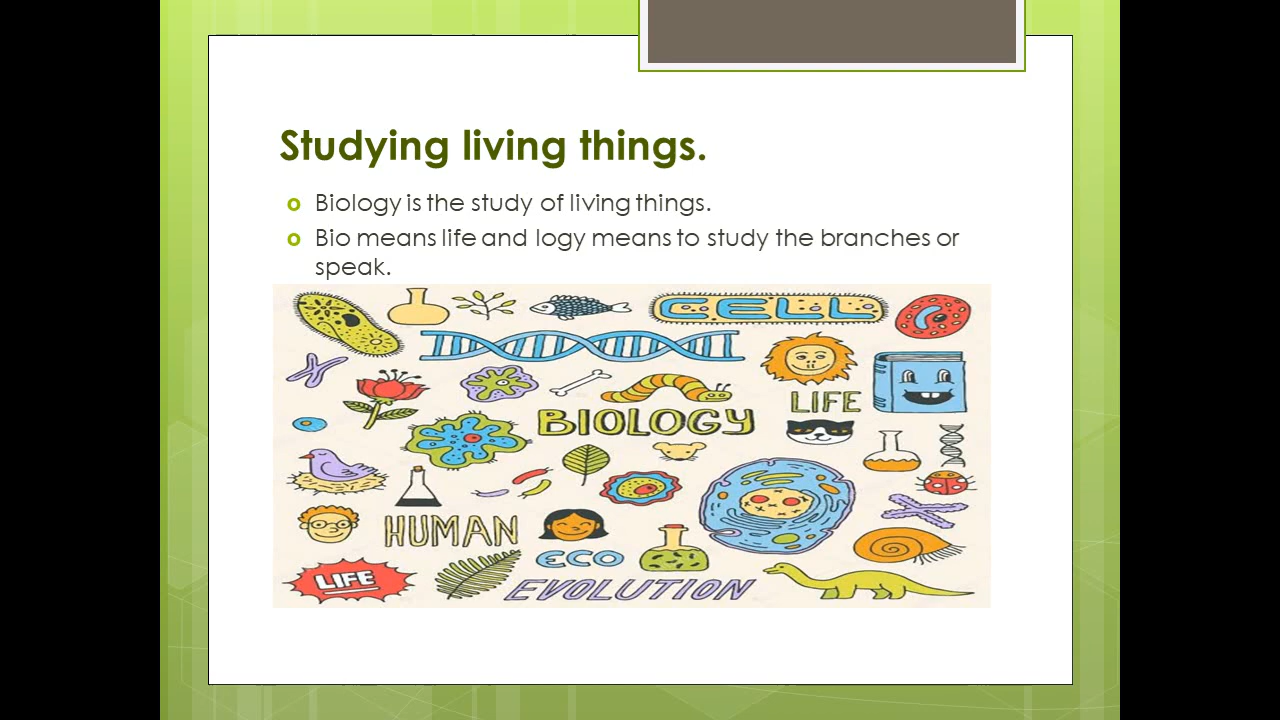 Studying living things.
Biology is the study of living things.
Bio means life and logy means to study the branches or
speak.
CELL
LIFE
BIOLOGY
HUMAN
ECO
LIFE
EVOLUTION